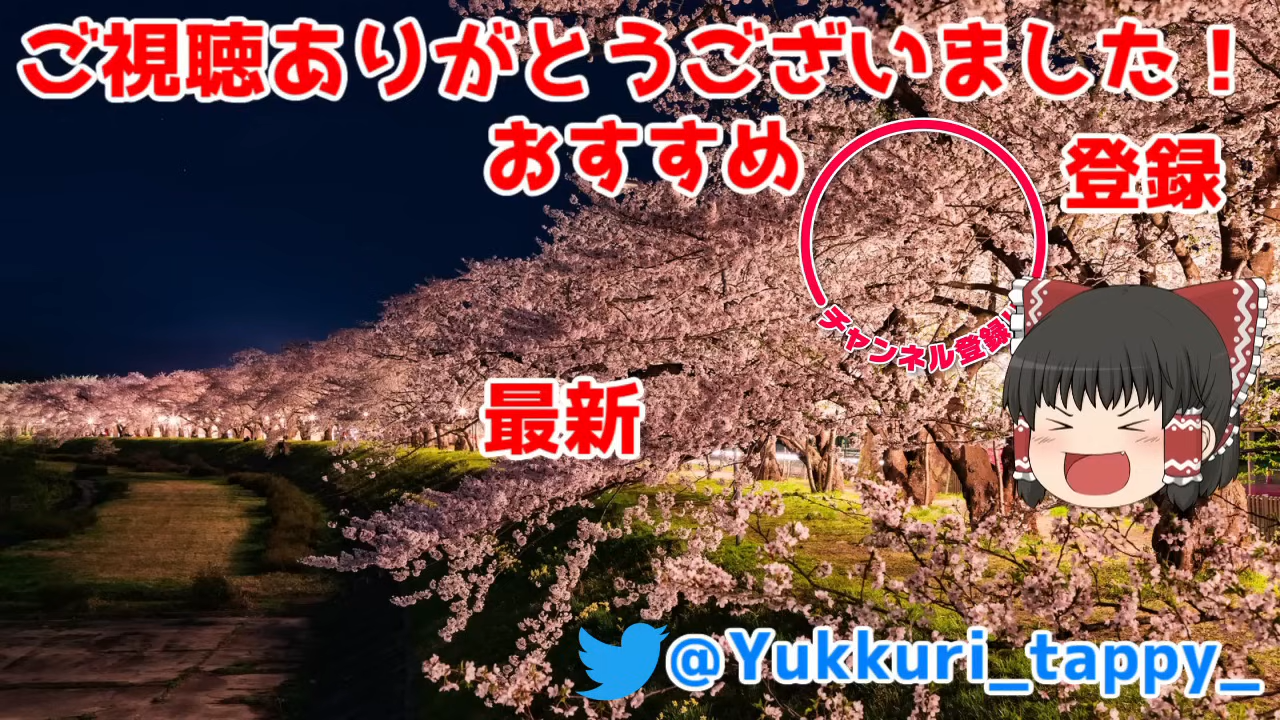 ご視聴ありがとうございました！
おすすめ
登録
チャンネル登録
最新
@Yukkuri_tappy_